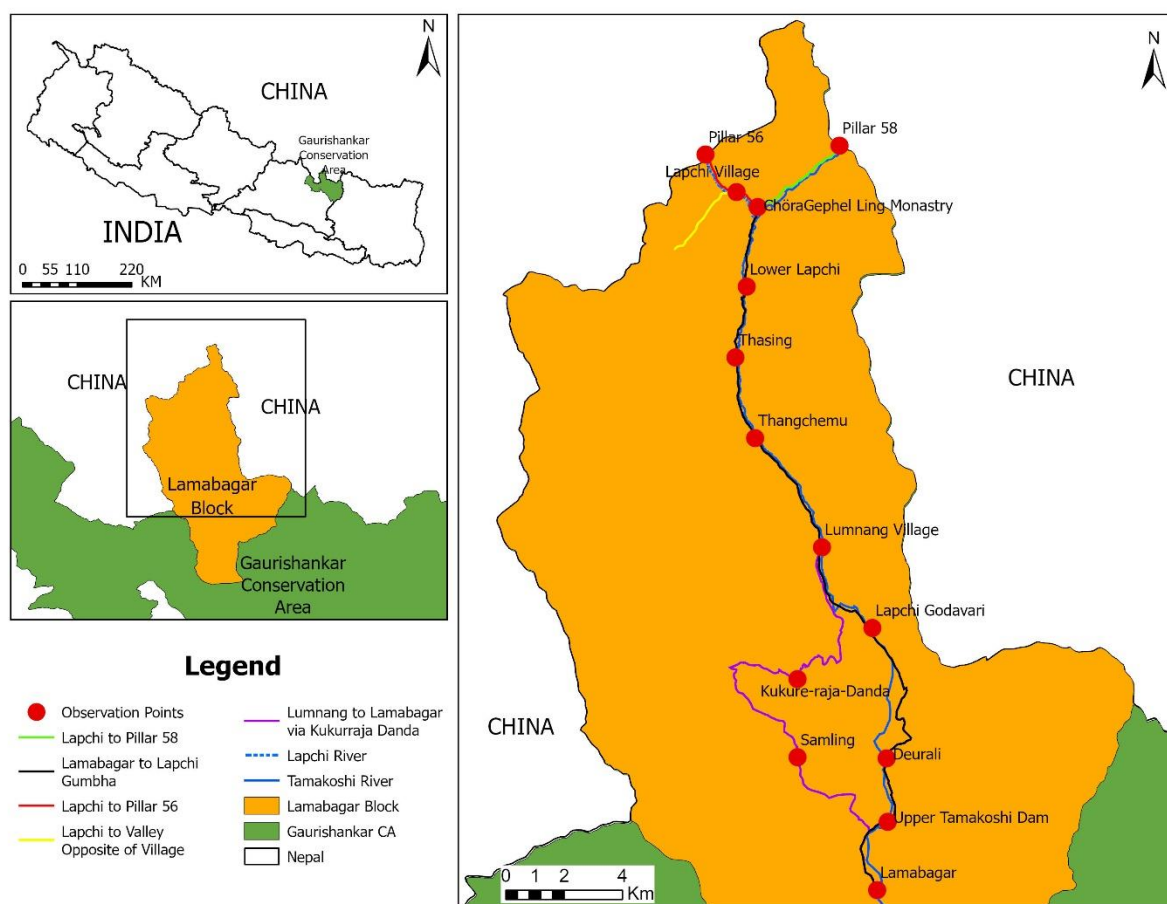 N
CHINA
Gaurishankar
Conservation
Area
INDIA
0 55 110 220
KM
CHINA
CHINA
Lamabagar
Block
Gaurishankar
Conservation
Area
Legend
Observation Points
Lapchi to Pillar 58
Lamabagar to Lapchi
Gumbha
Lapchi to Pillar 56
Lapchi to Valley
Opposite of Village
Lumnang to Lamabagar
via Kukurraja Danda
Lapchi River
Tamakoshi River
Lamabagar Block
Gaurishankar CA
Nepal
N
Pillar 56
Pillar 58
Lapchi Village
ChöraGephel Ling Monastry
Lower Lapchi
Thasing
CHINA
Thangchemu
Lumnang Village
Lapchi Godavari
Kukure-raja-Danda
CHINA
Samling
Deurali
Upper Tamakoshi Dam
Lamabagar
0 1 2 4
Km